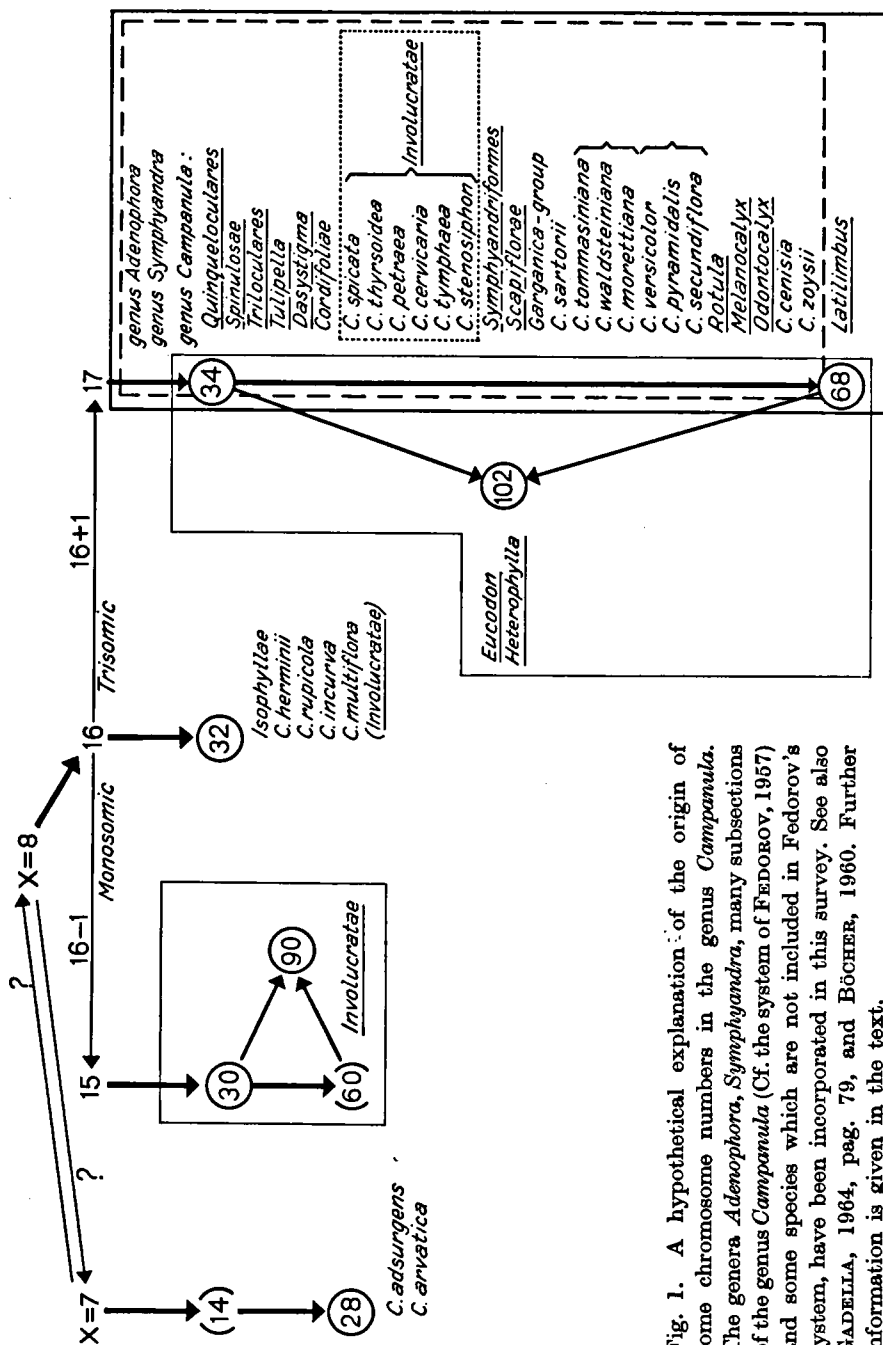 ?
X=7
?
X=8
(14)
28
C.adsurgens
C.arvatica
15
16-1
Monosomic
16
Trisomic
16+1
17
30
(60)
90
Involucratae
32
Isophyllae
C.herminii
C.rupicola
C.incurva
C.multiflora
(Involucratae)
34
102
68
Eucodon
Heterophylla
genus Adenophora
genus Symphyandra
genus Campanula:
Quinqueloculares
Spinulosae
Triloculares
Tulipella
Dasystigma
Cordifoliae
C.spicata
C.thyrsoidea
C.petraea
C.cervicaria
C.tymphaea
C.stenosiphon
Involucratae
Symphyandriformes
Scapiflorae
Garganica-group
C.sartorii
C.tommasiniana
C.waldsteiniana
C.morettiana
C.versicolor
C.pyramidalis
C.secundiflora
Rotula
Melanocalyx
Odontocalyx
C.cenisia
C.zoysii
Latilimbus
Fig. 1. A hypothetical explanation of the origin of
ome chromosome numbers in the genus Campanula.
The genera Adenophora, Symphyandra, many subsections
of the genus Campanula (Cf. the system of FEDOROV, 1957)
nd some species which are not included in Fedorov's
ystem, have been incorporated in this survey. See also
GADELLA, 1964, pag. 79, and BÖCHER, 1960. Further
nformation is given in the text.